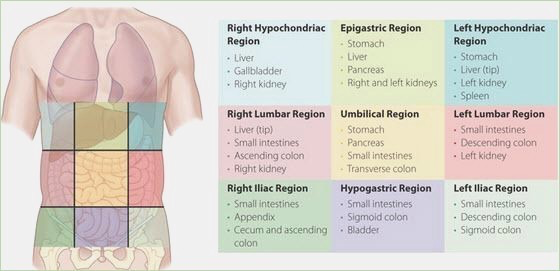 Right Hypochondriac
Region
• Liver
• Gallbladder
• Right kidney
Epigastric Region
• Stomach
• Liver
• Pancreas
• Right and left kidneys
Left Hypochondriac
Region
• Stomach
• Liver (tip)
• Left kidney
• Spleen
Right Lumbar Region
• Liver (tip)
• Small intestines
• Ascending colon
• Right kidney
Umbilical Region
• Stomach
• Pancreas
• Small intestines
• Transverse colon
Left Lumbar Region
• Small intestines
• Descending colon
• Left kidney
Right Iliac Region
• Small intestines
• Appendix
• Cecum and ascending
colon
Hypogastric Region
• Small intestines
• Sigmoid colon
• Bladder
Left Iliac Region
• Small intestines
• Descending colon
• Sigmoid colon